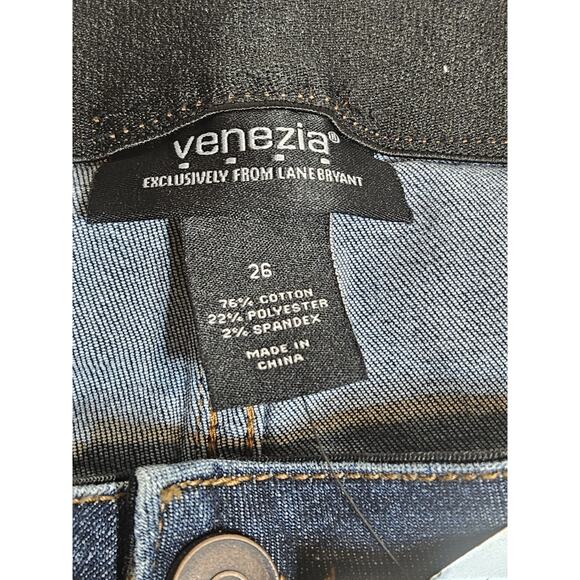 venezia®
EXCLUSIVELY FROM LANE BRYANT
26
76% COTTON
22% POLYESTER
2% SPANDEX
MADE IN
CHINA